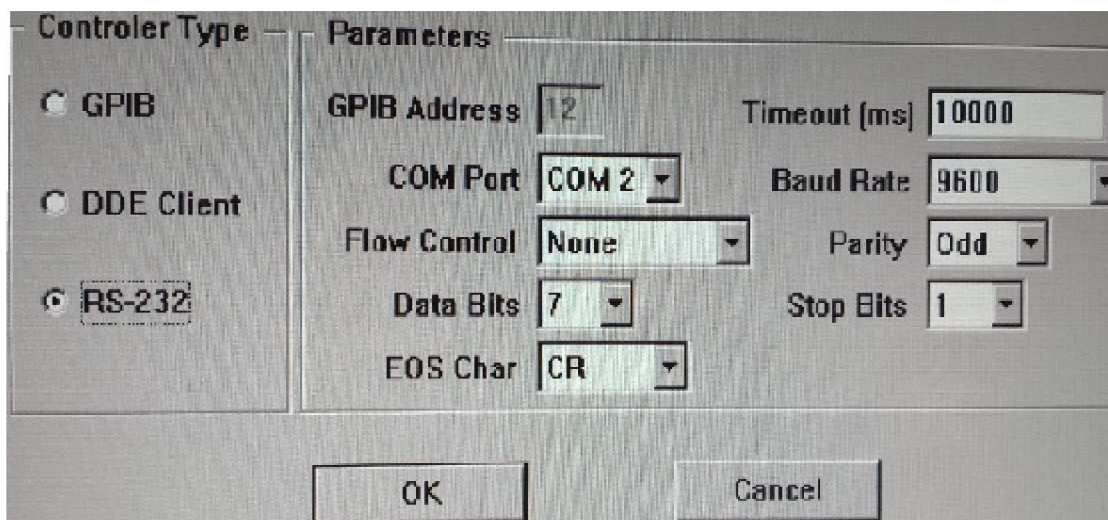 Controler Type
Parameters
GPIB
DDE Client
RS-232
GPIB Address 12
Timeout (ms) 10000
COM Port COM 2
Baud Rate 9600
Flow Control None
Parity Odd
Data Bits 7
Stop Bits 1
EOS Char CR
OK
Cancel